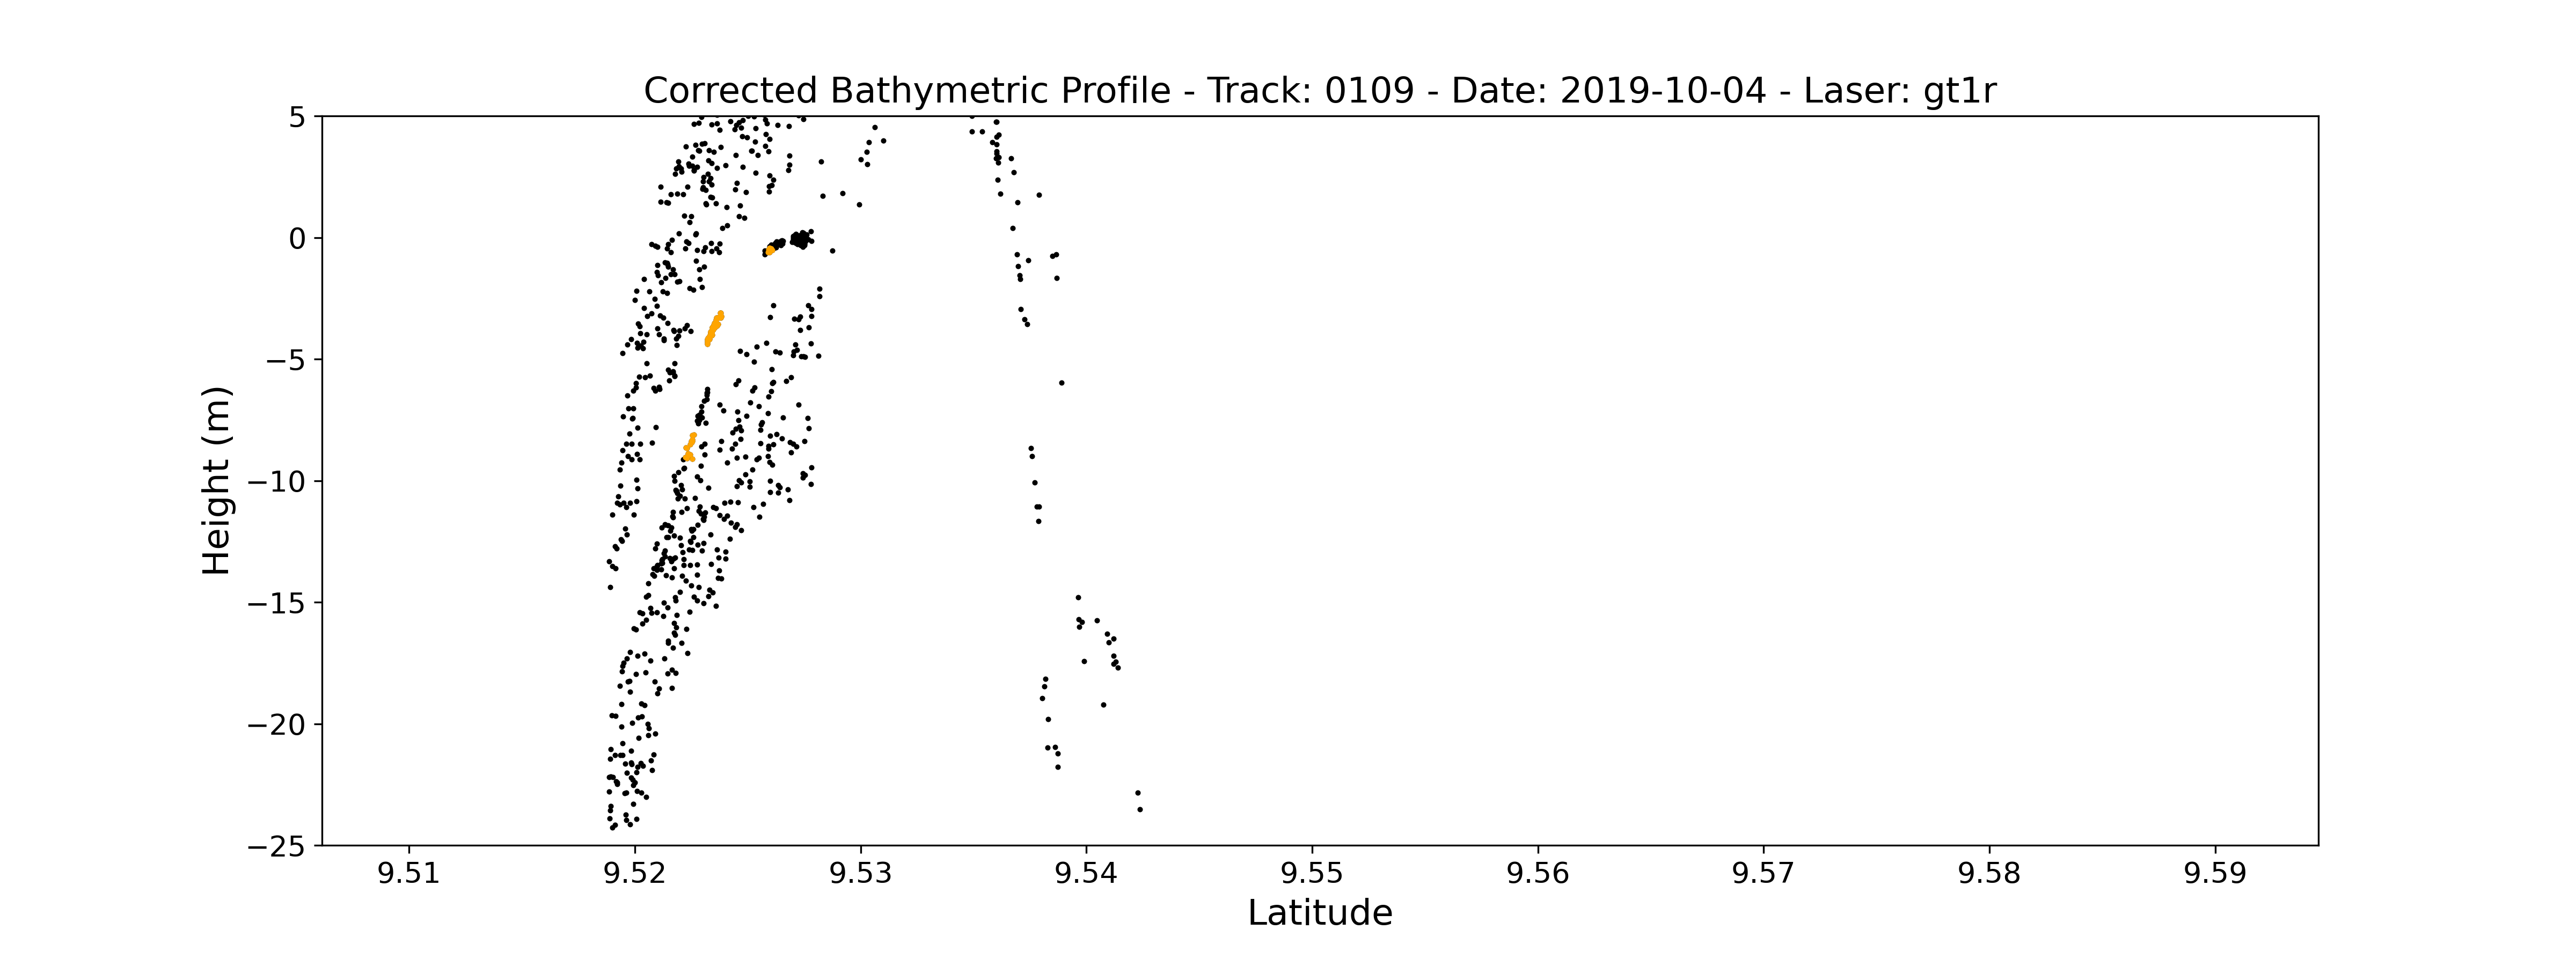 Corrected Bathymetric Profile - Track: 0109 - Date: 2019-10-04 - Laser: gt1r
Height (m)
5
0
−5
−10
−15
−20
−25
9.51 9.52 9.53 9.54 9.55 9.56 9.57 9.58 9.59
Latitude